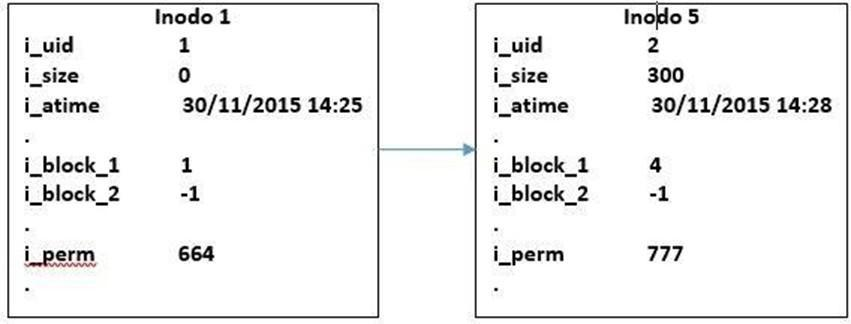 Inodo 1
i_uid 1
i_size 0
i_atime 30/11/2015 14:25
.
i_block_1 1
i_block_2 -1
.
i_perm 664
.
Inodo 5
i_uid 2
i_size 300
i_atime 30/11/2015 14:28
.
i_block_1 4
i_block_2 -1
.
i_perm 777
.